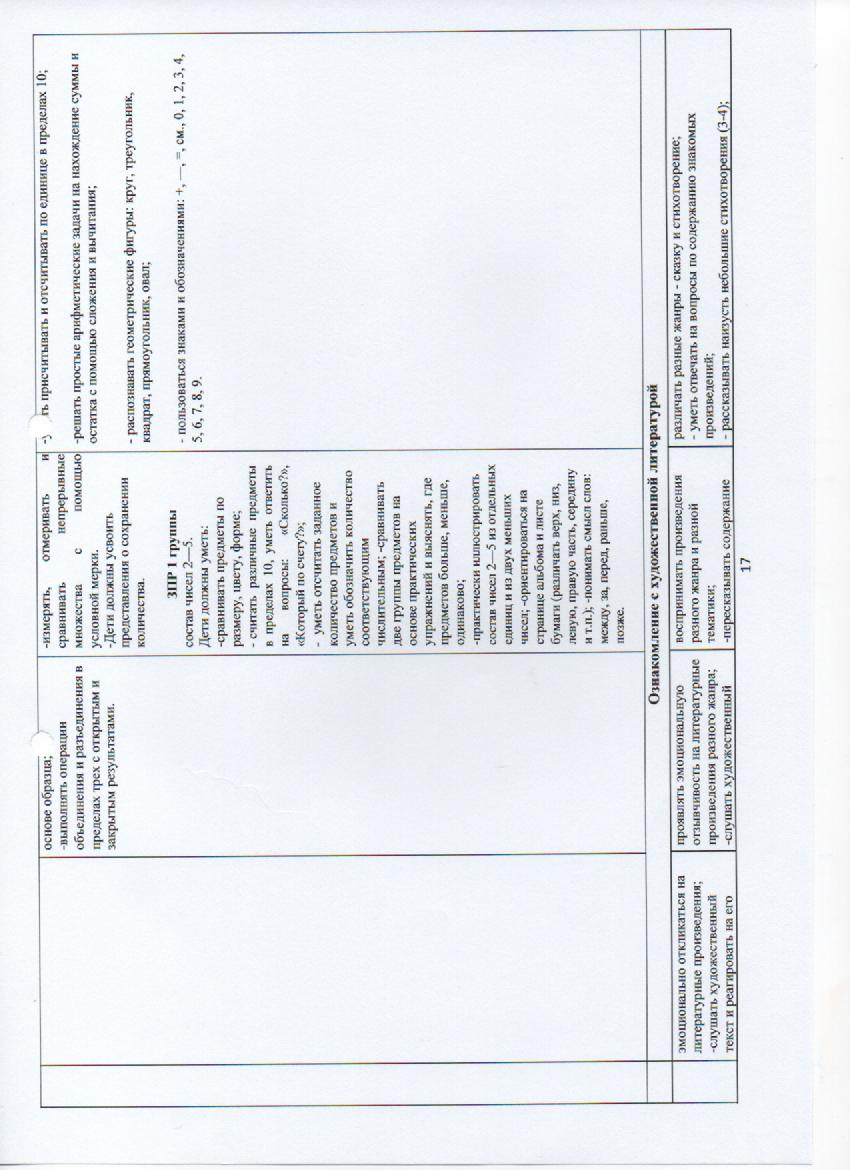 основе образца;
-выполнять операции
объединения и разъединения в
пределах трех с открытым и
закрытым результатами.
-измерять, отмеривать и
сравнивать непрерывные
множества с помощью
условной мерки.
-Дети должны усвоить
представления о сохранении
количества.
ЗПР 1 группы
состав чисел 2—5.
Дети должны уметь:
-сравнивать предметы по
размеру, цвету, форме;
- считать различные предметы
в пределах 10, уметь ответить
на вопросы: «Сколько?»,
«Который по счету?»;
- уметь отсчитать заданное
количество предметов и
уметь обозначить количество
соответствующим
числительным; -сравнивать
две группы предметов на
основе практических
упражнений и выяснять, где
предметов больше, меньше,
одинаково;
-практически иллюстрировать
состав чисел 2—5 из отдельных
единиц и из двух меньших
чисел; -ориентироваться на
странице альбома и листе
бумаги (различать верх, низ,
левую, правую часть, середину
и т.п.); -понимать смысл слов:
между, за, перед, раньше,
позже.
ть присчитывать и отсчитывать по единице в пределах 10;
-решать простые арифметические задачи на нахождение суммы и
остатка с помощью сложения и вычитания;
- распознавать геометрические фигуры: круг, треугольник,
квадрат, прямоугольник, овал;
- пользоваться знаками и обозначениями: +, —, =, см., 0, 1, 2, 3, 4,
5, 6, 7, 8, 9.
Ознакомление с художественной литературой
эмоционально откликаться на
литературные произведения;
-слушать художественный
текст и реагировать на его
проявлять эмоциональную
отзывчивость на литературные
произведения разного жанра;
-слушать художественный
воспринимать произведения
разного жанра и разной
тематики;
-пересказывать содержание
различать разные жанры - сказку и стихотворение;
- уметь отвечать на вопросы по содержанию знакомых
произведений;
- рассказывать наизусть небольшие стихотворения (3-4);
17